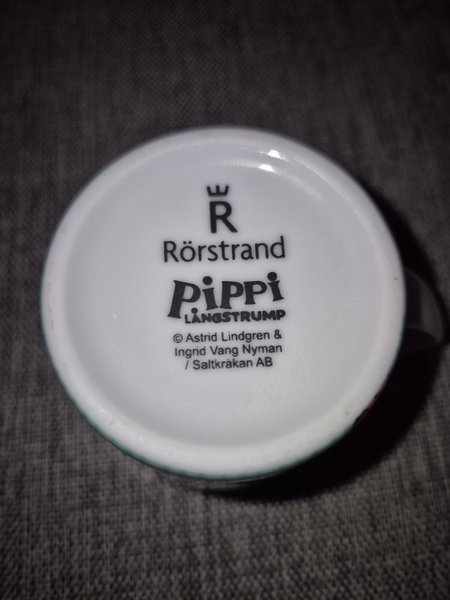 R
Rörstrand
PiPPi
LÅNGSTRUMP
© Astrid Lindgren &
Ingrid Vang Nyman
/ Saltkråkan AB